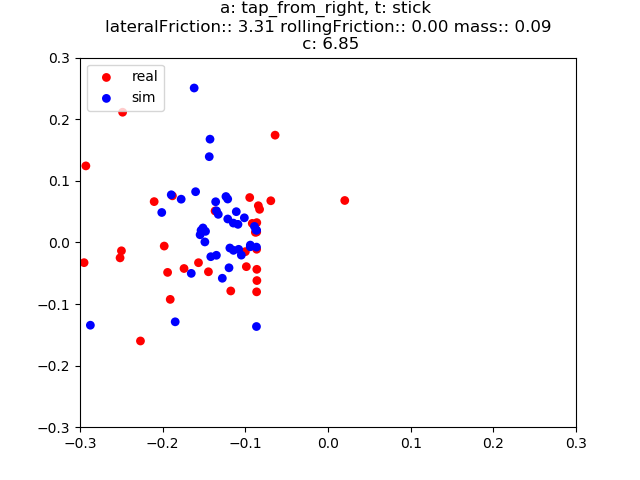 a: tap_from_right, t: stick
lateralFriction:: 3.31 rollingFriction:: 0.00 mass:: 0.09
c: 6.85
real
sim
0.3
0.2
0.1
0.0
−0.1
−0.2
−0.3
−0.3 −0.2 −0.1 0.0 0.1 0.2 0.3